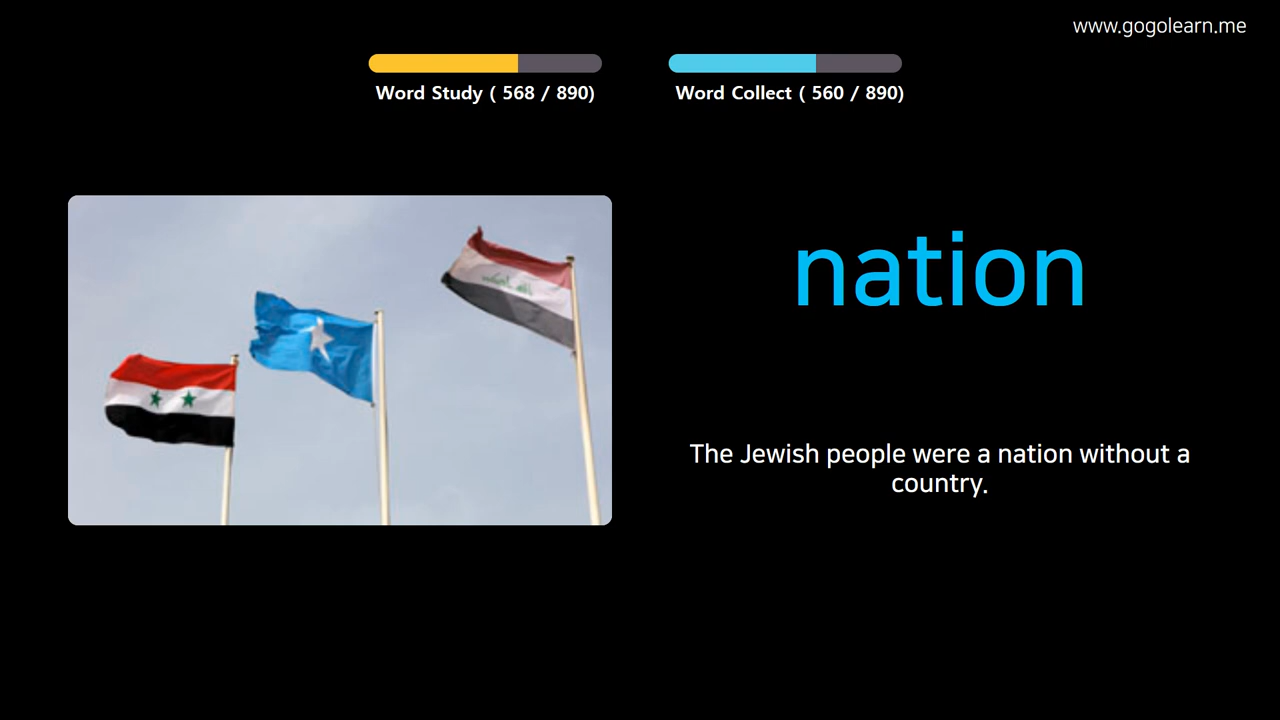 www.gogolearn.me
Word Study ( 568 / 890)
Word Collect ( 560 / 890)
nation
The Jewish people were a nation without a
country.